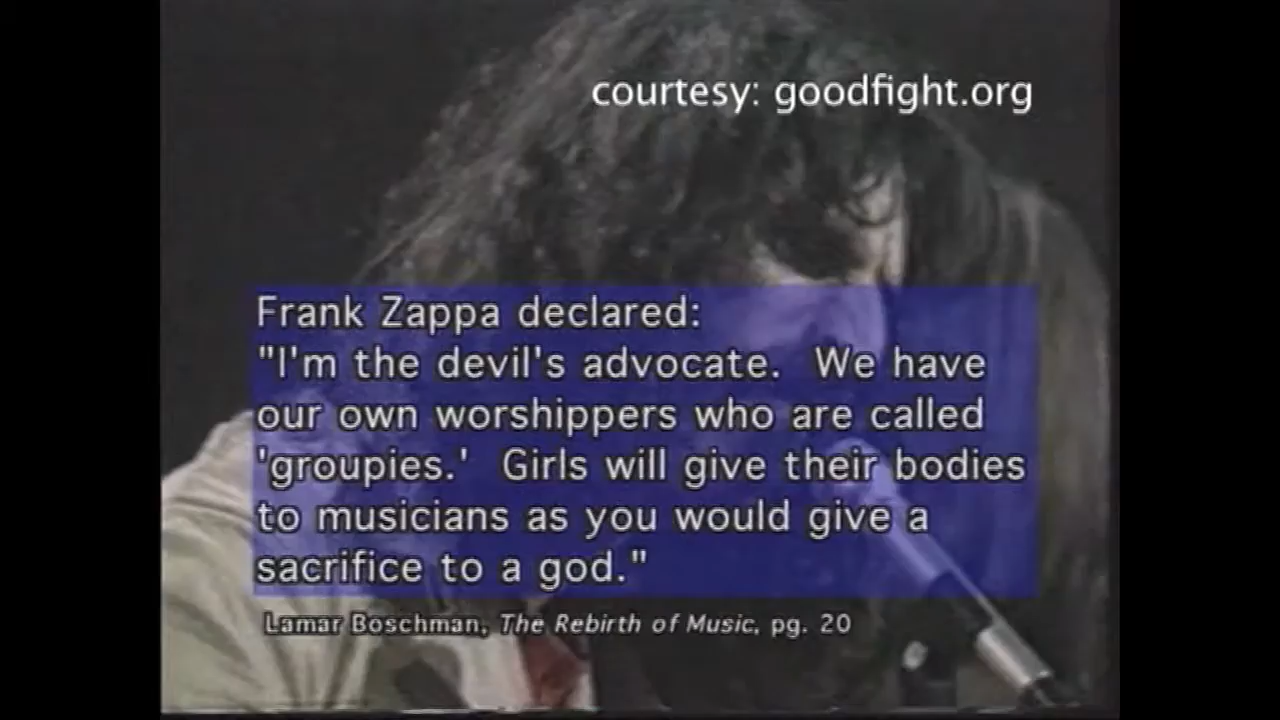 courtesy: goodfight.org
Frank Zappa declared:
"I'm the devil's advocate.  We have
our own worshippers who are called
'groupies.'  Girls will give their bodies
to musicians as you would give a
sacrifice to a god."
Lamar Boschman, The Rebirth of Music, pg. 20